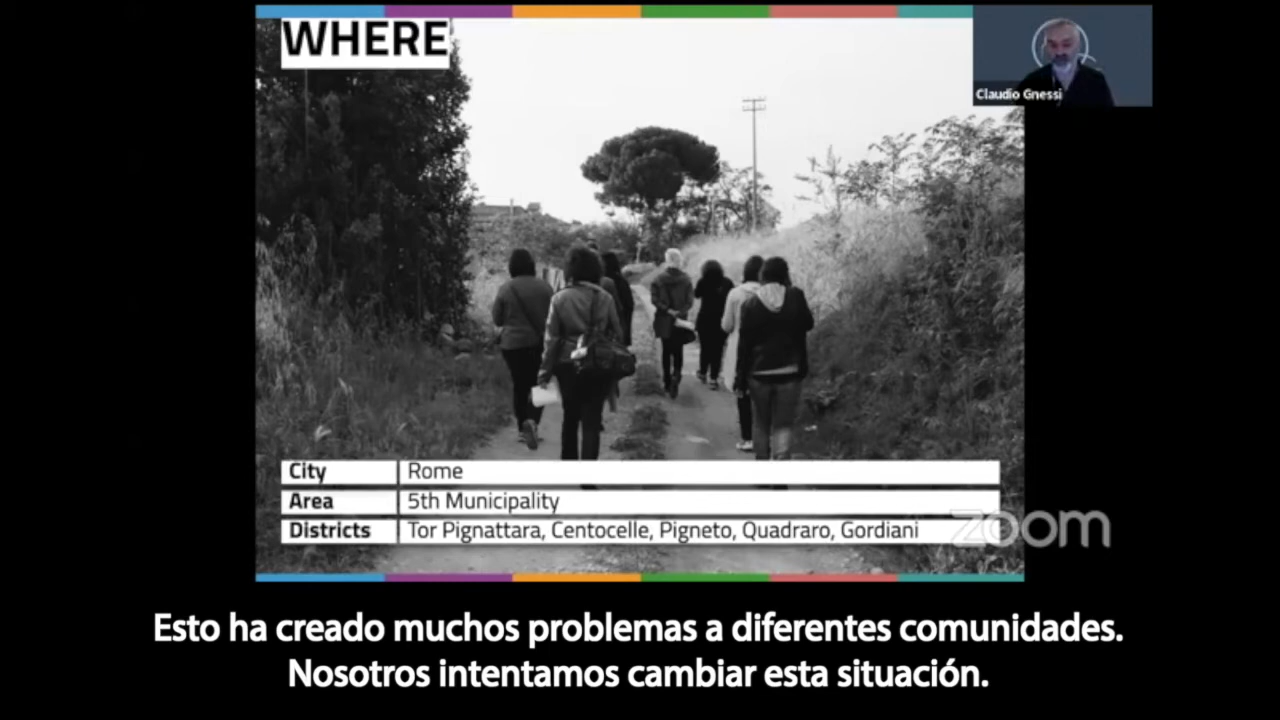 WHERE
Claudio Gnessi
City Rome
Area 5th Municipality
Districts Tor Pignattara, Centocelle, Pigneto, Quadraro, Gordiani
zoom
Esto ha creado muchos problemas a diferentes comunidades.
Nosotros intentamos cambiar esta situación.